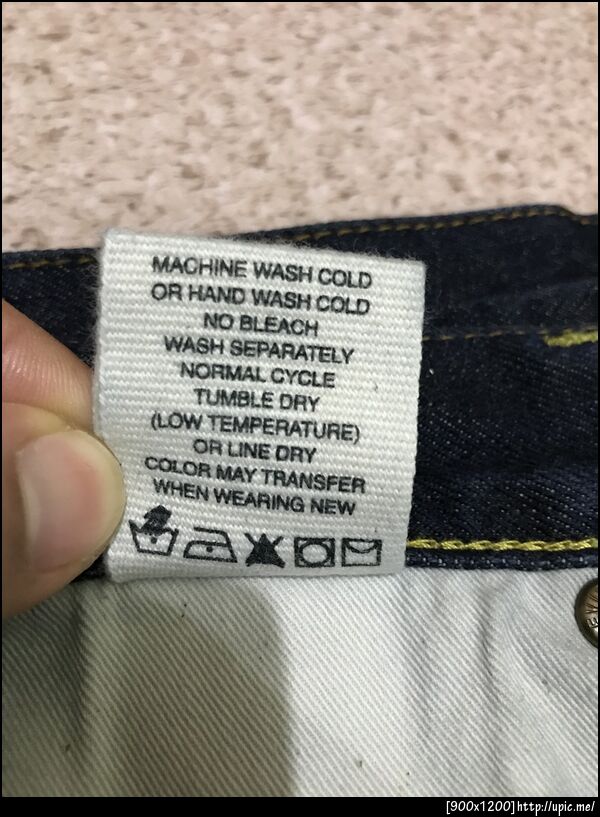 MACHINE WASH COLD
OR HAND WASH COLD
NO BLEACH
WASH SEPARATELY
NORMAL CYCLE
TUMBLE DRY
(LOW TEMPERATURE)
OR LINE DRY
COLOR MAY TRANSFER
WHEN WEARING NEW
[900x1200]http://upic.me/